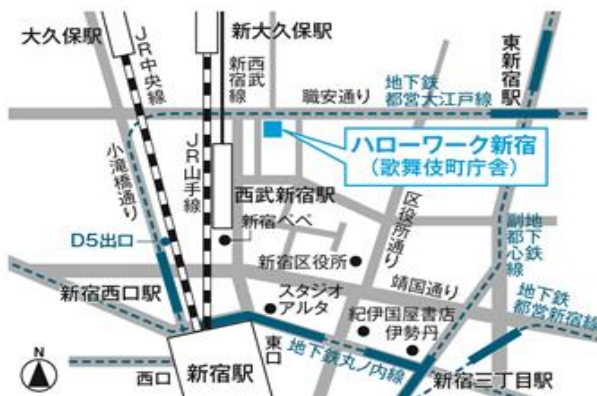 大久保駅
新大久保駅
東新宿駅
JR中央線
西武
新宿線
職安通り
地下鉄
都営大江戸線
ハローワーク新宿
(歌舞伎町庁舎)
小滝橋通り
JR山手線
西武新宿駅
新宿ペペ
D5出口
区役所通り
地下鉄
副都心線
新宿区役所
靖国通り
新宿西口駅
スタジオ
アルタ
紀伊国屋書店
伊勢丹
地下鉄
都営新宿線
東口
地下鉄丸ノ内線
N
西口
新宿駅
新宿三丁目駅